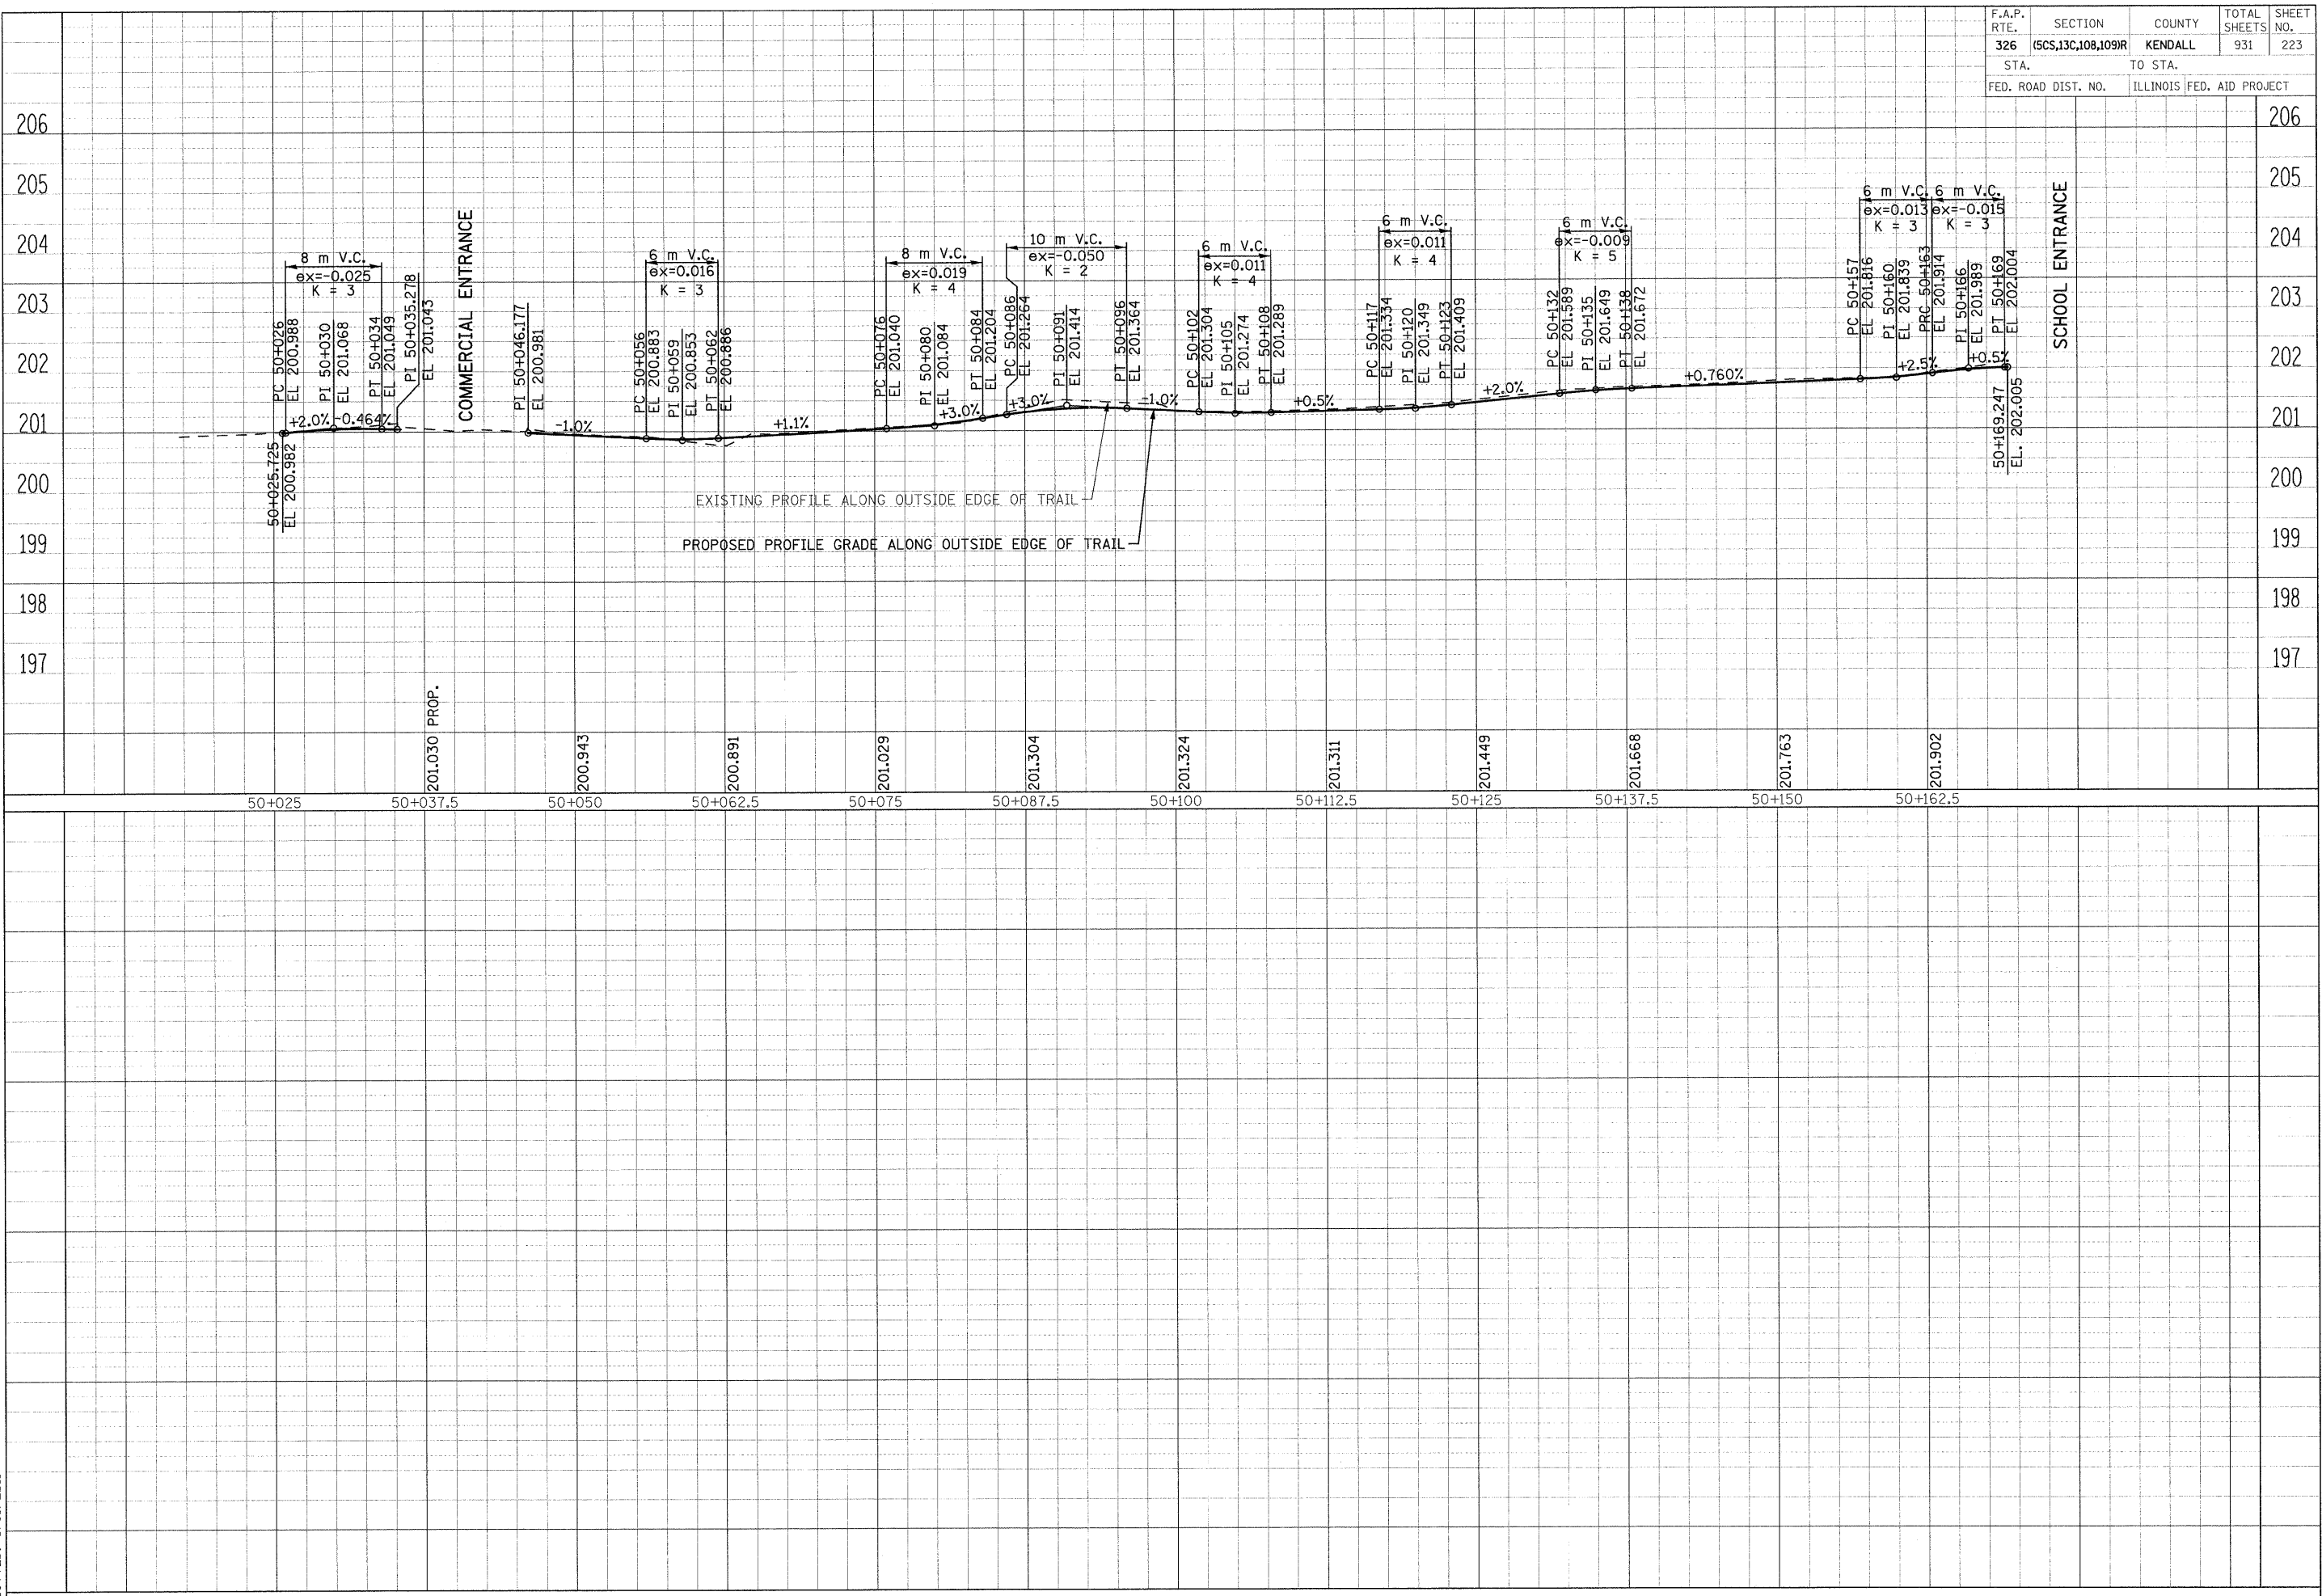 F.A.P. RTE. SECTION COUNTY TOTAL SHEETS SHEET NO.
326 (5CS,13C,108,109)R KENDALL 931 223
STA. TO STA.
FED. ROAD DIST. NO. ILLINOIS FED. AID PROJECT
206 206
205 205
204 204
203 203
202 202
201 201
200 200
199 199
198 198
197 197
8 m V.C.
ex=-0.025
K = 3
PC 50+026
EL 200.988
PI 50+030
EL 201.068
PT 50+034
EL 201.049
PI 50+035.278
EL 201.043
+2.0%
-0.464%
50+025.725
EL 200.982
COMMERCIAL ENTRANCE
PI 50+046.177
EL 200.981
-1.0%
6 m V.C.
ex=0.016
K = 3
PC 50+056
EL 200.883
PI 50+059
EL 200.853
PT 50+062
EL 200.886
+1.1%
8 m V.C.
ex=0.019
K = 4
PC 50+076
EL 201.040
PI 50+080
EL 201.084
PT 50+084
EL 201.204
+3.0%
10 m V.C.
ex=-0.050
K = 2
PC 50+086
EL 201.264
PI 50+091
EL 201.414
PT 50+096
EL 201.364
+3.0%
-1.0%
6 m V.C.
ex=0.011
K = 4
PC 50+102
EL 201.304
PI 50+105
EL 201.274
PT 50+108
EL 201.289
+0.5%
6 m V.C.
ex=0.011
K = 4
PC 50+117
EL 201.334
PI 50+120
EL 201.349
PT 50+123
EL 201.409
+2.0%
6 m V.C.
ex=-0.009
K = 5
PC 50+132
EL 201.589
PI 50+135
EL 201.649
PT 50+138
EL 201.672
+0.760%
6 m V.C.
ex=0.013
K = 3
6 m V.C.
ex=-0.015
K = 3
PC 50+157
EL 201.816
PI 50+160
EL 201.839
PRC 50+163
EL 201.914
PI 50+166
EL 201.989
PT 50+169
EL 202.004
+2.5%
+0.5%
50+169.247
EL. 202.005
SCHOOL ENTRANCE
EXISTING PROFILE ALONG OUTSIDE EDGE OF TRAIL
PROPOSED PROFILE GRADE ALONG OUTSIDE EDGE OF TRAIL
201.030 PROP.
200.943
200.891
201.029
201.304
201.324
201.311
201.449
201.668
201.763
201.902
50+025 50+037.5 50+050 50+062.5 50+075 50+087.5 50+100 50+112.5 50+125 50+137.5 50+150 50+162.5